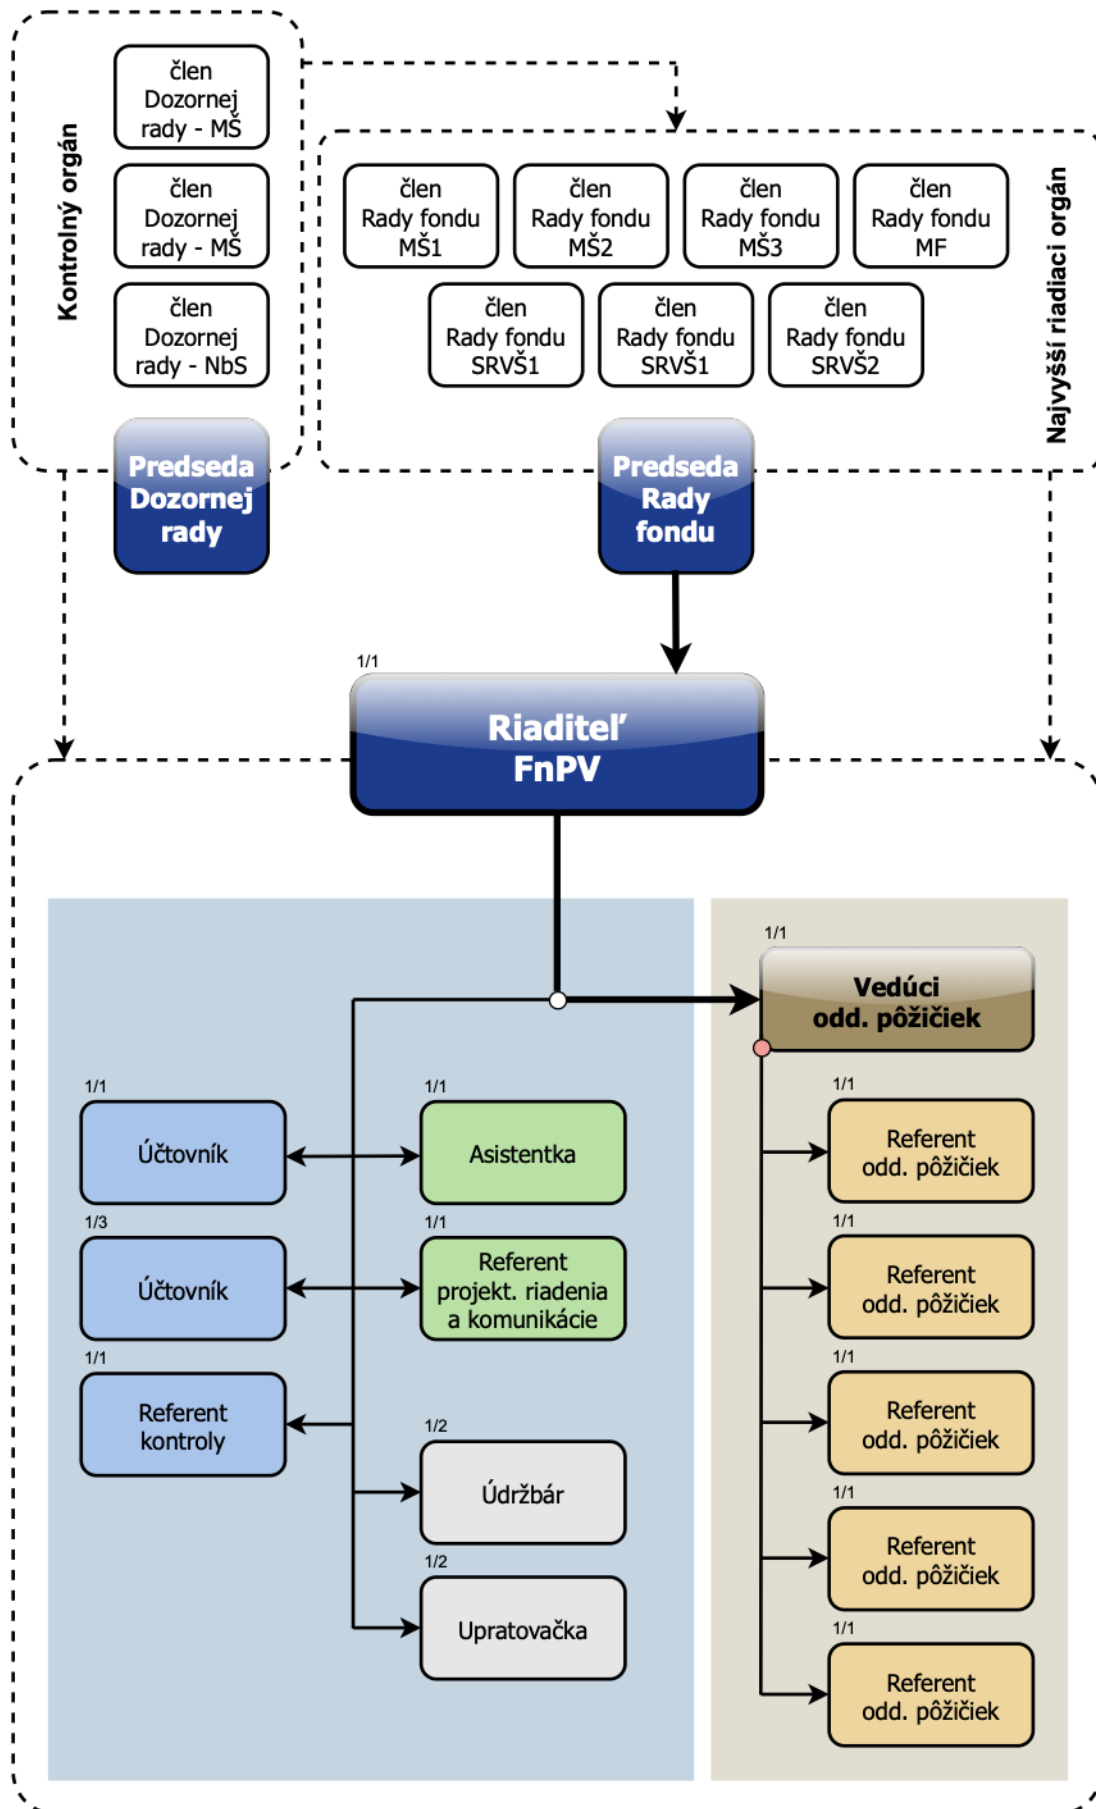 Kontrolný orgán
člen
Dozornej
rady - MŠ
člen
Dozornej
rady - MŠ
člen
Dozornej
rady - NbS
Predseda
Dozornej
rady
člen
Rady fondu
MŠ1
člen
Rady fondu
MŠ2
člen
Rady fondu
MŠ3
člen
Rady fondu
MF
člen
Rady fondu
SRVŠ1
člen
Rady fondu
SRVŠ1
člen
Rady fondu
SRVŠ2
Najvyšší riadiaci orgán
Predseda
Rady
fondu
1/1
Riaditeľ
FnPV
1/1
Účtovník
1/3
Účtovník
1/1
Referent
kontroly
1/1
Asistentka
1/1
Referent
projekt. riadenia
a komunikácie
1/2
Údržbár
1/2
Upratovačka
1/1
Vedúci
odd. pôžičiek
1/1
Referent
odd. pôžičiek
1/1
Referent
odd. pôžičiek
1/1
Referent
odd. pôžičiek
1/1
Referent
odd. pôžičiek
1/1
Referent
odd. pôžičiek